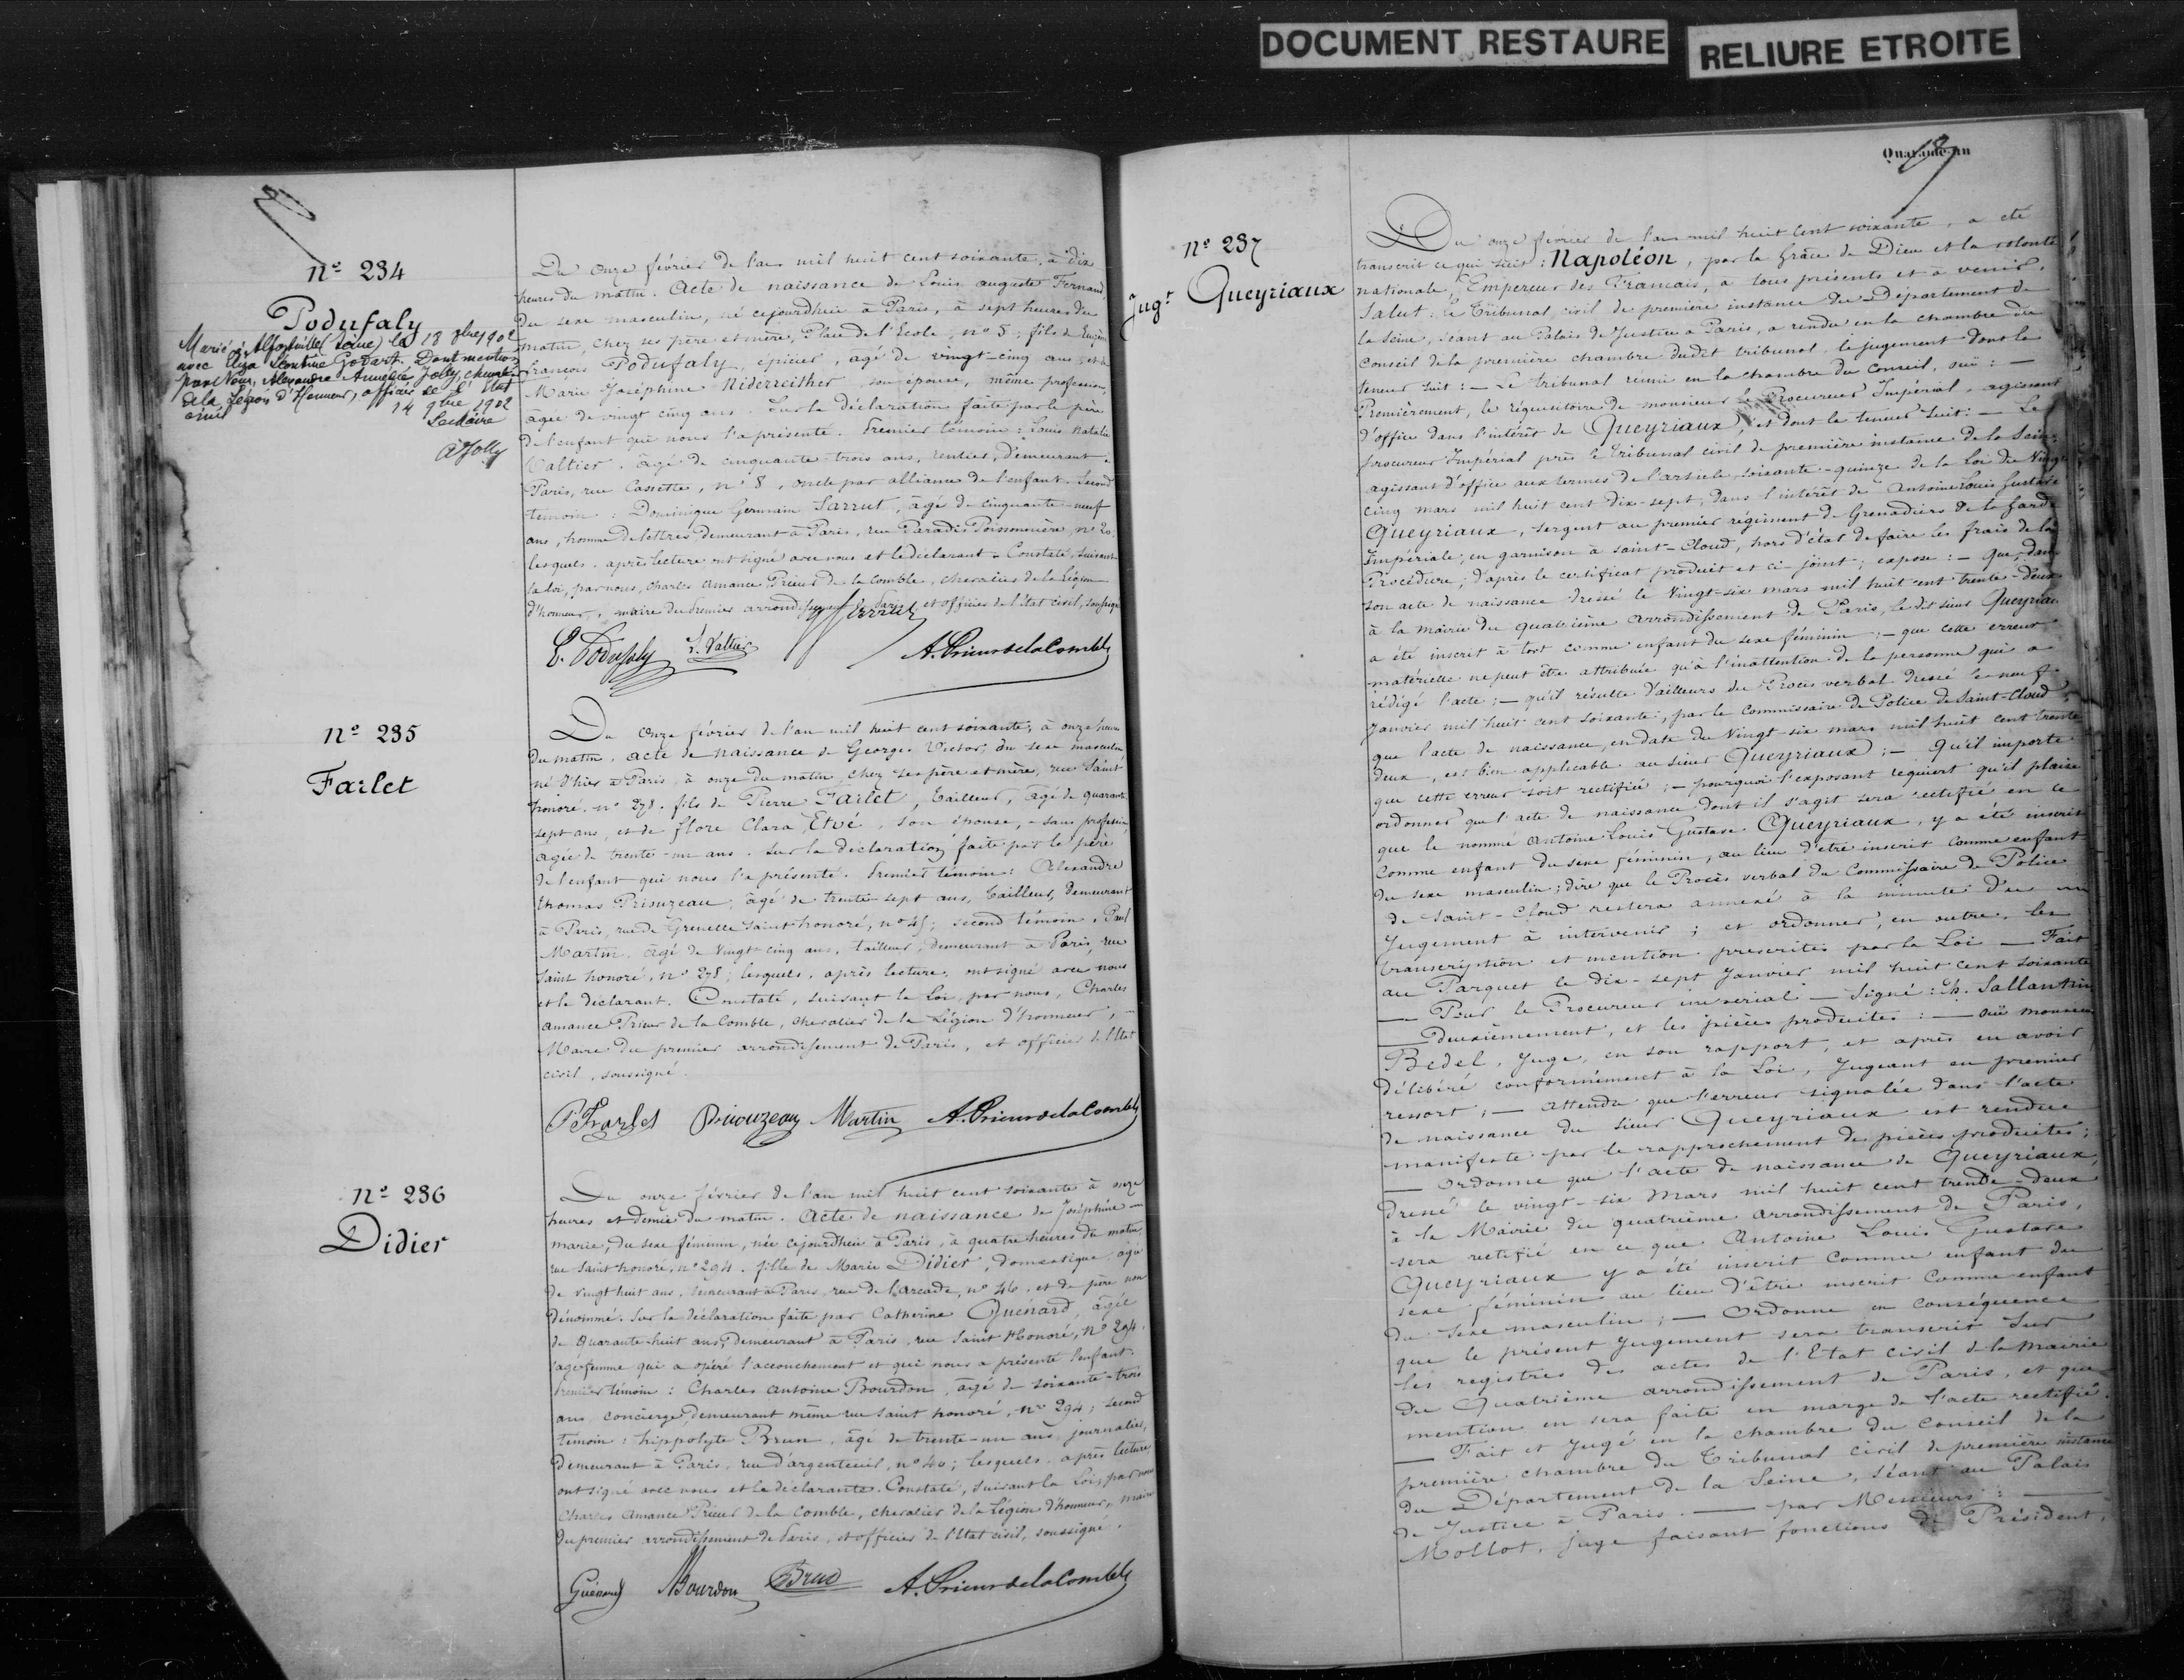 DOCUMENT RESTAURE
RELIURE ETROITE
Nº 234
Podufaly
Marié à Alfortville (Seine) le 18 8bre 1902
avec Eliza Léontine Godart. Dont mention
par Nous, Alexandre Amédée Jolly, chevalier
de la Légion d'Honneur, officier de l'État
civil
14 9bre 1902
Le Maire
A Jolly
Du onze février de l'an mil huit cent soixante, à dix
heures du matin. Acte de naissance de Louis auguste Fernand,
du sexe masculin, né cejourdhui à Paris, à sept heures du
matin, chez ses père et mère, Place de l'Ecole, nº 5; fils de Eugène
françois Podufaly, épicier, agé de vingt-cinq ans, et de
Marie Joséphine Niderreither, son épouse, même profession,
âgée de vingt cinq ans. Sur la déclaration faite par le père
de l'enfant qui nous l'a présenté. Premier témoin: Louis Natalie
Valtier, âgé de cinquante-trois ans, rentier, demeurant à
Paris, rue Cassette, nº 8, oncle par alliance de l'enfant. Second
témoin: Dominique Germain Sarrut, âgé de cinquante-neuf
ans, homme de lettres, demeurant à Paris, rue Paradis Poissonnière, nº 20,
lesquels, après lecture ont signé avec nous et le déclarant. Constaté, suivant
la loi, par nous, Charles amance Prieur de la Comble, chevalier de la Légion
d'honneur, maire du premier arrondissement de Paris, et officier de l'état civil, soussigné
E. Podufaly L. Valtier G Sarrut A. Prieur de la Comble
Nº 235
Farlet
Du onze février de l'an mil huit cent soixante, à onze heures
du matin, acte de naissance de Georges Victor, du sexe masculin
né d'hier à Paris, à onze du matin, chez ses père et mère, rue Saint
honoré, nº 278. fils de Pierre Farlet, tailleur, âgé de quarante
sept ans, et de flore Clara Etvé, son épouse, sans profession,
agée de trente-un ans. Sur la déclaration faite par le père
de l'enfant qui nous l'a présenté. Premier témoin: Alexandre
thomas Priouzeau, âgé de trente-sept ans, tailleur, demeurant
à Paris, rue de Grenelle Saint honoré, nº 45; second témoin, Paul
Martin, âgé de vingt cinq ans, tailleur, demeurant à Paris, rue
Saint honoré, nº 278; lesquels, après lecture, ont signé avec nous
et le déclarant. Constaté, suivant la Loi, par nous, Charles
amance Prieur de la Comble, chevalier de la Légion d'honneur,
Maire du premier arrondissement de Paris, et officier de l'Etat
civil, soussigné.
P Farlet Priouzeau Martin A. Prieur de la Comble
Nº 236
Didier
Du onze février de l'an mil huit cent soixante à onze
heures et demie du matin. Acte de naissance de Joséphine
marie, du sexe féminin, née cejourdhui à Paris, à quatre heures du matin,
rue Saint honoré, nº 294. fille de Marie Didier, domestique, agée
de vingt huit ans, demeurant à Paris, rue de l'arcade, nº 46, et de père non
dénommé. Sur la déclaration faite par Catherine Quenard, âgée
de quarante-huit ans, demeurant à Paris, rue Saint Honoré, Nº 294,
sagefemme qui a opéré l'accouchement et qui nous a présenté l'enfant.
Premier témoin: Charles Antoine Bourdon, âgé de soixante-trois
ans, concierge, demeurant même rue Saint honoré, Nº 294; second
témoin: hippolyte Brun, âgé de trente-un ans, journalier,
demeurant à Paris, rue d'argenteuil, nº 40; lesquels, après lecture,
ont signé avec nous et la déclarante. Constaté, suivant la Loi, par nous
Charles Amance Prieur de la Comble, chevalier de la Légion d'honneur, maire
du premier arrondissement de Paris, et officier de l'Etat civil, soussigné.
Guénard Bourdon Brun A. Prieur de la Comble
Quarante-un
Nº 237
Jugt Queyriaux
Du onze février de l'an mil huit Cent soixante, a été
transcrit ce qui suit: Napoléon, par la Grâce de Dieu et la volonté
nationale, Empereur des Français, à tous présents et à venir,
Salut: le Tribunal civil de première instance du Département de
la Seine, séant au Palais de Justice à Paris, a rendu en la chambre du
Conseil de la première chambre dudit tribunal, le jugement dont la
teneur suit: — Le tribunal réuni en la chambre du conseil, ouï: —
Premièrement, le réquisitoire de monsieur le Procureur Impérial, agissant
d'office dans l'intérêt de Queyriaux, et dont la teneur suit: — Le
procureur Impérial près le Tribunal civil de première instance de la Seine
agissant d'office aux termes de l'article soixante-quinze de la Loi du Vingt
cinq mars mil huit cent dix-sept, dans l'intérêt de Antoine Louis Gustave
Queyriaux, sergent au premier régiment de Grenadiers de la Garde
Impériale, en garnison à Saint-Cloud, hors d'état de faire les frais de la
Procédure, d'après le certificat produit et ci-joint; expose: — Que, dans
son acte de naissance dressé le Vingt-six mars mil huit cent trente-deux
à la mairie du quatrième arrondissement de Paris, le dit sieur Queyriaux
a été inscrit à tort comme enfant du sexe féminin; — que cette erreur
matérielle ne peut être attribuée qu'à l'inattention de la personne qui a
rédigé l'acte; — qu'il résulte d'ailleurs du Procès verbal dressé le neuf
Janvier mil huit cent soixante, par le Commissaire de Police de Saint-Cloud,
que l'acte de naissance, en date du Vingt-six mars mil huit cent trente
deux, est bien applicable au sieur Queyriaux; — Qu'il importe
que cette erreur soit rectifiée; — pourquoi l'exposant requiert qu'il plaise
ordonner que l'acte de naissance dont il s'agit sera rectifié en ce
que le nommé Antoine Louis Gustave Queyriaux, y a été inscrit
comme enfant du sexe féminin, au lieu d'être inscrit comme enfant
du sexe masculin; dire que le Procès verbal du Commissaire de Police
de Saint-Cloud restera annexé à la minute du
Jugement à intervenir; et ordonner, en outre, les
transcription et mention prescrites par la Loi — Fait
au Parquet le dix-sept Janvier mil huit cent soixante
— Pour le Procureur impérial — Signé: Ch. Sallantin
— Deuxièmement, et les pièces produites: — Ouï monsieur
Bedel, Juge, en son rapport, et après en avoir
délibéré conformément à la Loi, Jugeant en premier
ressort; — attendu que l'erreur signalée dans l'acte
de naissance du sieur Queyriaux est rendue
manifeste par le rapprochement des pièces produites;
— Ordonne que l'acte de naissance de Queyriaux,
dressé le vingt-six Mars mil huit cent trente-deux
à la Mairie du quatrième arrondissement de Paris,
sera rectifié en ce que Antoine Louis Gustave
Queyriaux y a été inscrit comme enfant du
sexe féminin au lieu d'être inscrit comme enfant
du sexe masculin; — Ordonne en conséquence
que le présent Jugement sera transcrit sur
les registres des actes de l'Etat civil de la Mairie
du Quatrième arrondissement de Paris, et que
mention en sera faite en marge de l'acte rectifié.
— Fait et Jugé en la chambre du conseil de la
première chambre du Tribunal civil de première instance
du Département de la Seine, séant au Palais
de Justice à Paris. — par Messieurs: —
Mollot, Juge faisant fonctions de Président,